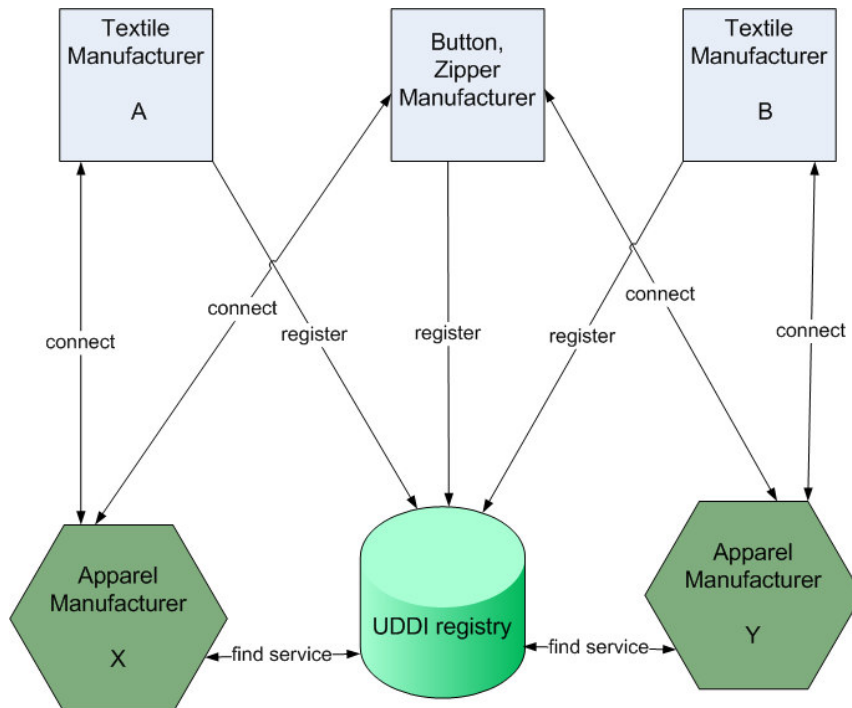 Textile
Manufacturer
A
Button,
Zipper
Manufacturer
Textile
Manufacturer
B
connect
connect
register
register
register
connect
connect
Apparel
Manufacturer
X
find service
UDDI registry
find service
Apparel
Manufacturer
Y